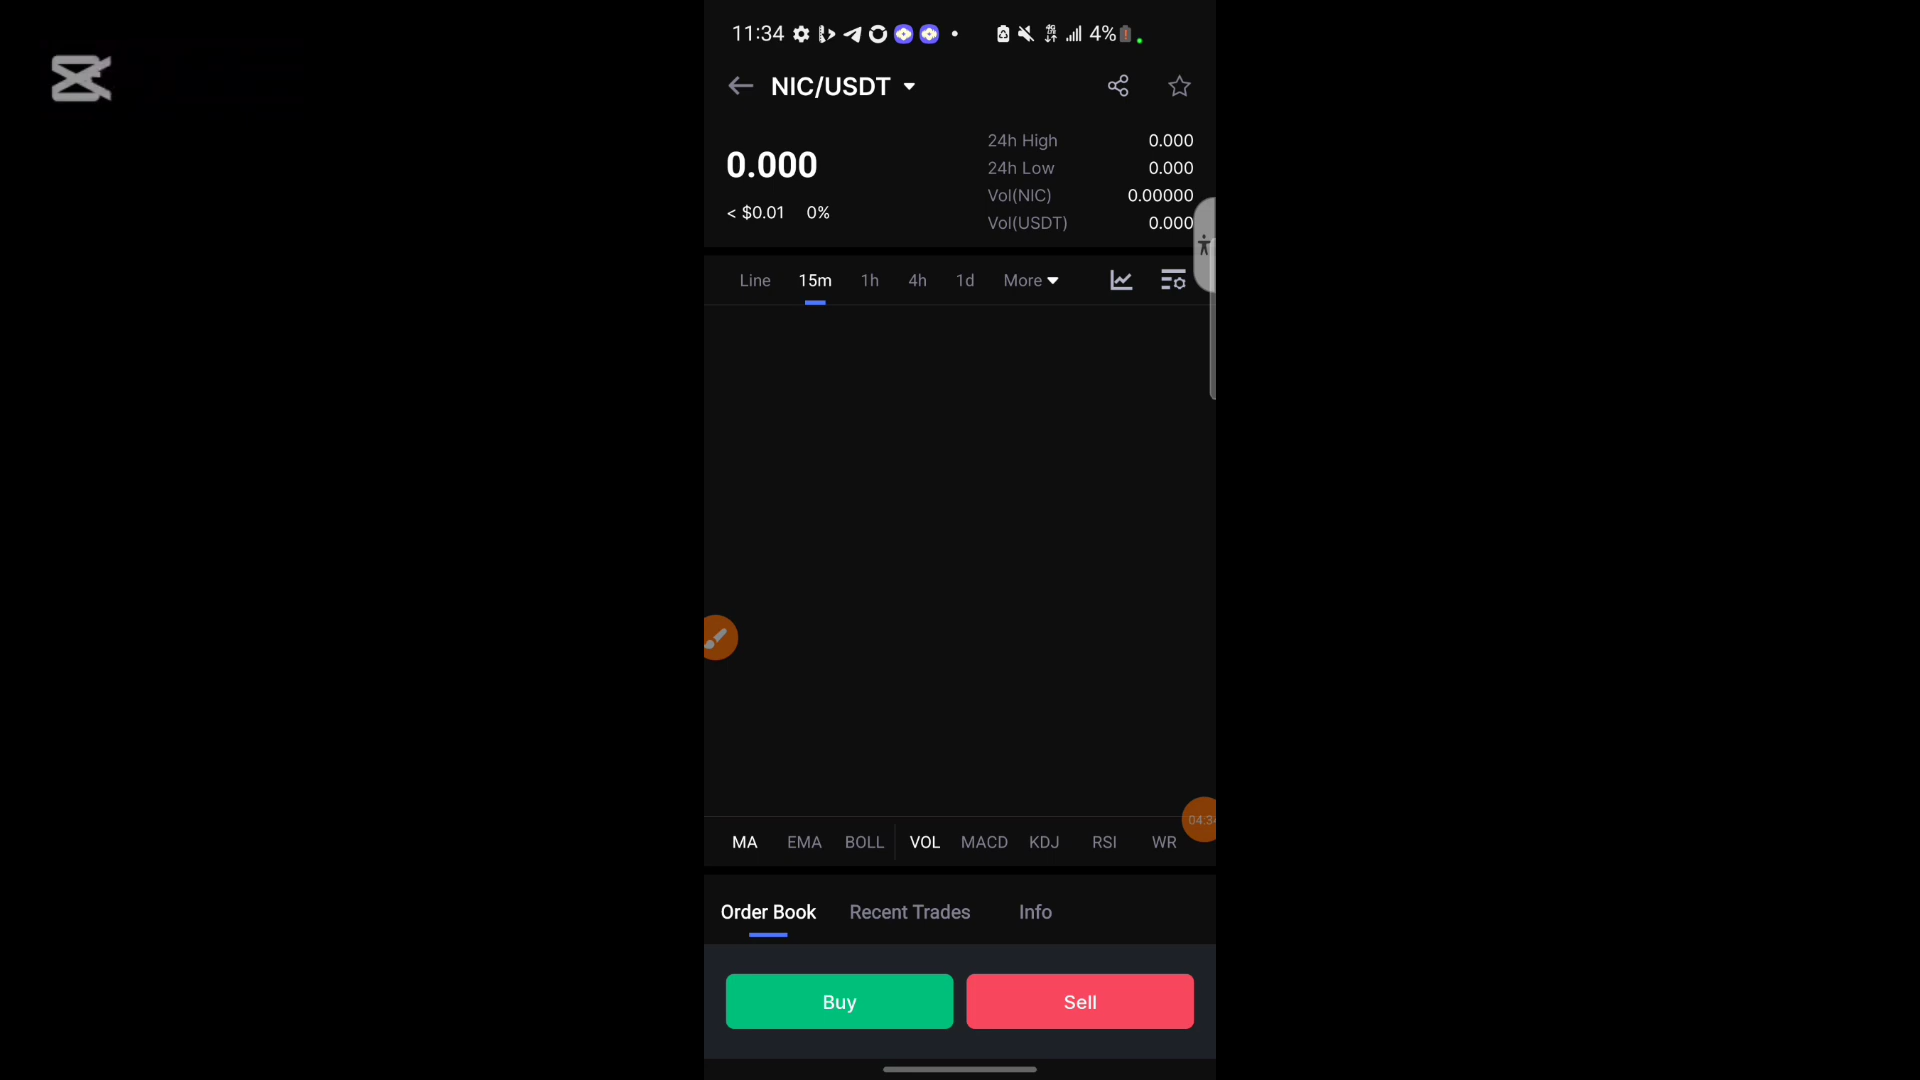 11:34 4%
NIC/USDT
0.000
< $0.01 0%
24h High 0.000
24h Low 0.000
Vol(NIC) 0.00000
Vol(USDT) 0.000
Line 15m 1h 4h 1d More
04:34
MA EMA BOLL VOL MACD KDJ RSI WR
Order Book Recent Trades Info
Buy Sell